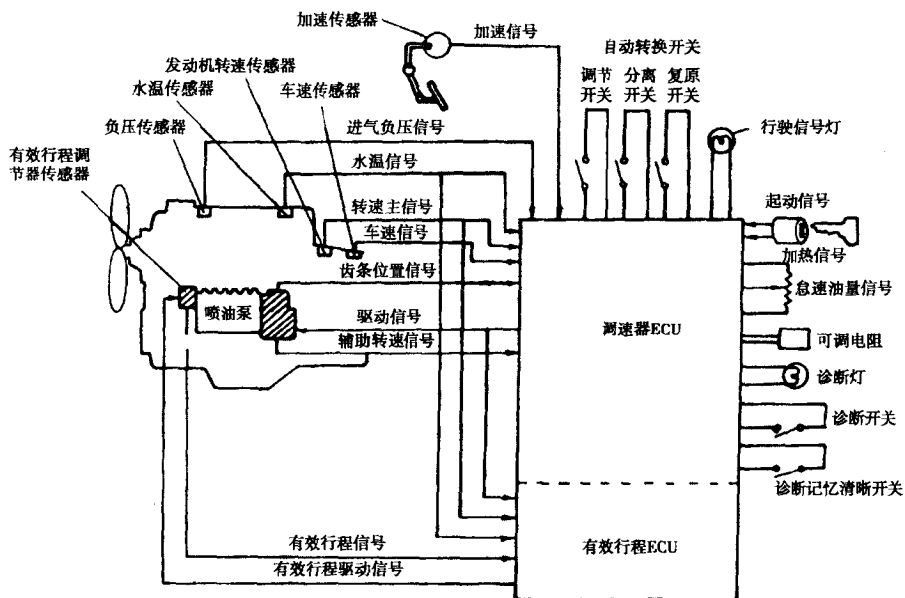 加速传感器
加速信号
自动转换开关
调节
开关
分离
开关
复原
开关
发动机转速传感器
水温传感器
车速传感器
负压传感器
进气负压信号
行驶信号灯
有效行程调
节器传感器
水温信号
转速主信号
起动信号
车速信号
加热信号
齿条位置信号
怠速油量信号
喷油泵
驱动信号
调速器ECU
可调电阻
辅助转速信号
诊断灯
诊断开关
诊断记忆清晰开关
有效行程信号
有效行程ECU
有效行程驱动信号